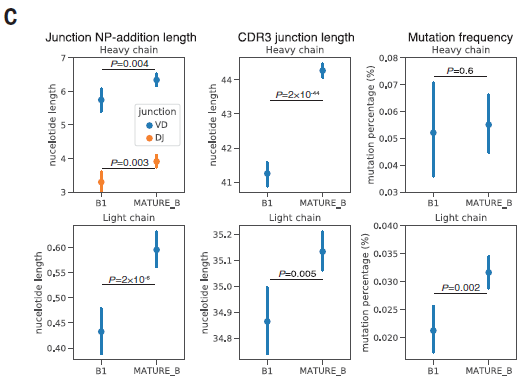 C
Junction NP-addition length
Heavy chain
nucelotide length
7
6
5
4
3
P=0.004
junction
VD
DJ
P=0.003
B1 MATURE_B
CDR3 junction length
Heavy chain
nucelotide length
44
43
42
41
P=2×10⁻⁴⁴
B1 MATURE_B
Mutation frequency
Heavy chain
mutation percentage (%)
0.08
0.07
0.06
0.05
0.04
0.03
P=0.6
B1 MATURE_B
Light chain
nucelotide length
0.60
0.55
0.50
0.45
0.40
P=2×10⁻⁶
B1 MATURE_B
Light chain
nucelotide length
35.2
35.1
35.0
34.9
34.8
P=0.005
B1 MATURE_B
Light chain
mutation percentage (%)
0.040
0.035
0.030
0.025
0.020
P=0.002
B1 MATURE_B